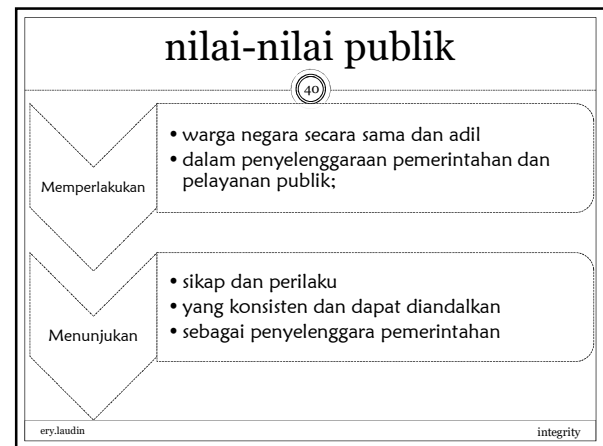 nilai-nilai publik
40
Memperlakukan
• warga negara secara sama dan adil
• dalam penyelenggaraan pemerintahan dan
pelayanan publik;
Menunjukan
• sikap dan perilaku
• yang konsisten dan dapat diandalkan
• sebagai penyelenggara pemerintahan
ery.laudin
integrity